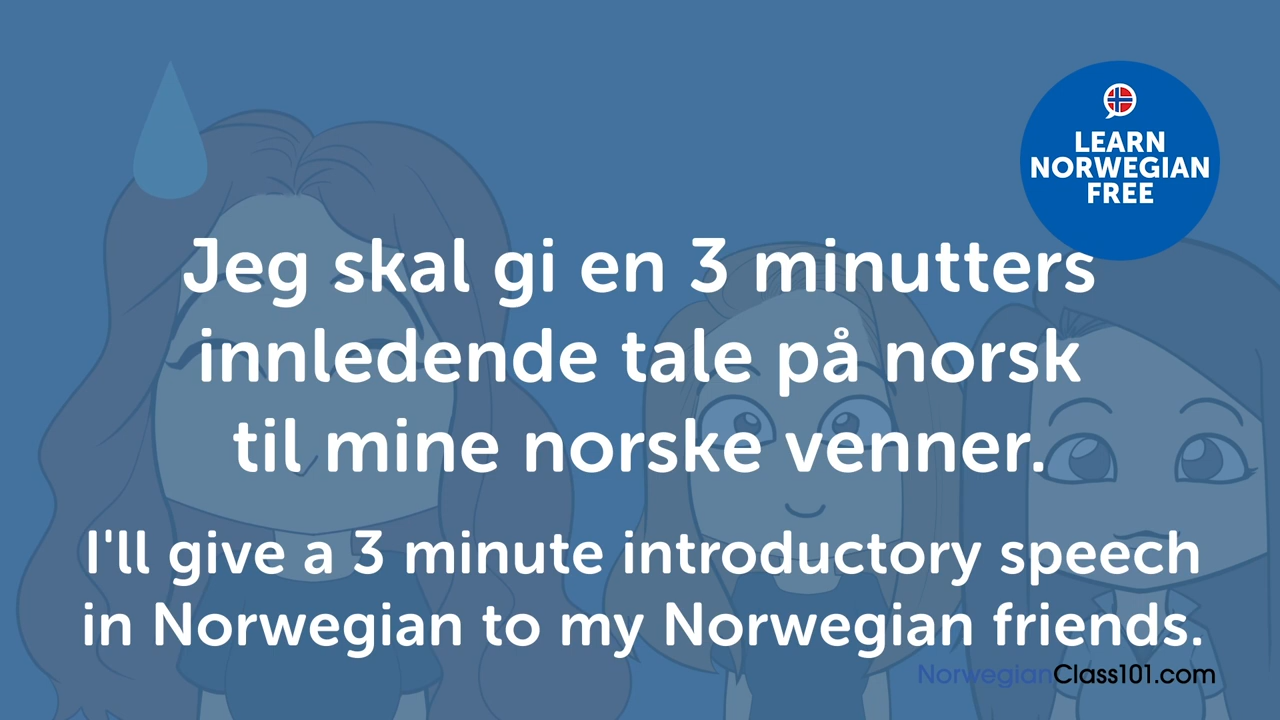 LEARN
NORWEGIAN
FREE
Jeg skal gi en 3 minutters
innledende tale på norsk
til mine norske venner.
I'll give a 3 minute introductory speech
in Norwegian to my Norwegian friends.
NorwegianClass101.com